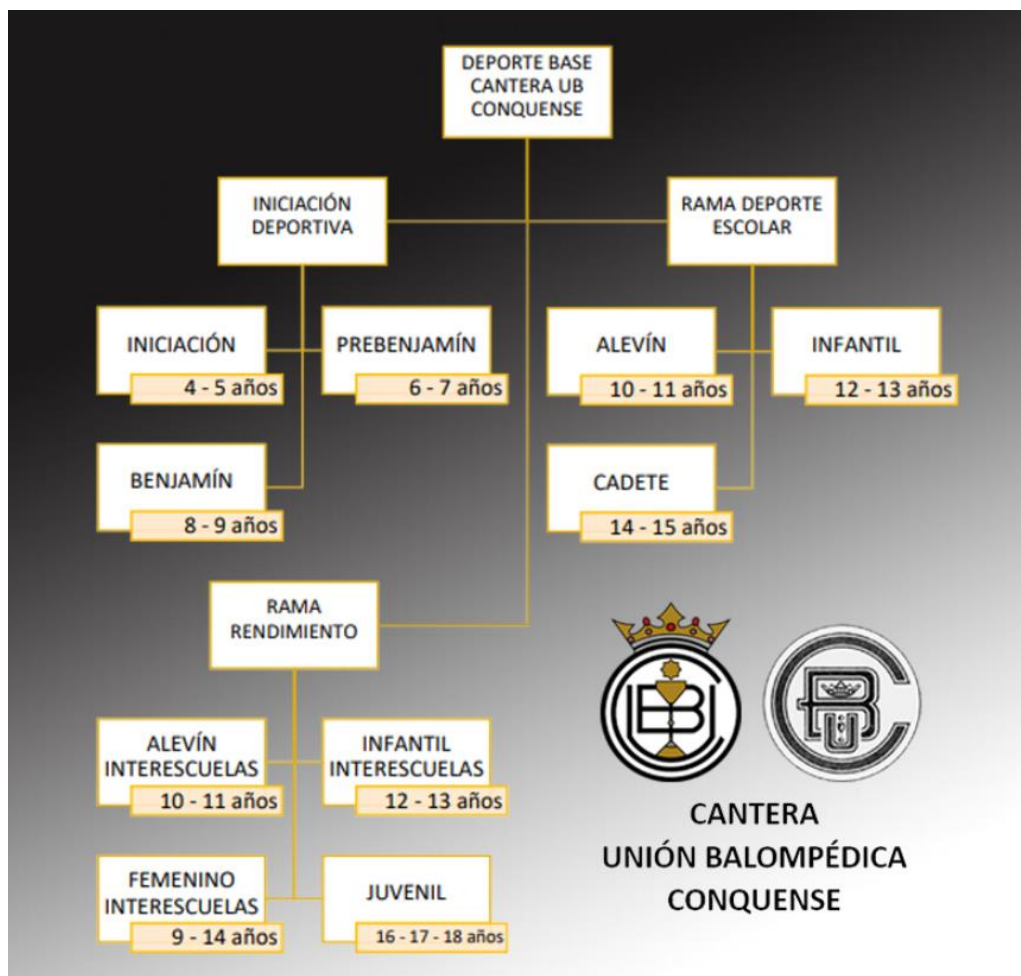 DEPORTE BASE
CANTERA UB
CONQUENSE
INICIACIÓN
DEPORTIVA
RAMA DEPORTE
ESCOLAR
INICIACIÓN
4 - 5 años
PREBENJAMÍN
6 - 7 años
ALEVÍN
10 - 11 años
INFANTIL
12 - 13 años
BENJAMÍN
8 - 9 años
CADETE
14 - 15 años
RAMA
RENDIMIENTO
ALEVÍN
INTERESCUELAS
10 - 11 años
INFANTIL
INTERESCUELAS
12 - 13 años
FEMENINO
INTERESCUELAS
9 - 14 años
JUVENIL
16 - 17 - 18 años
CANTERA
UNIÓN BALOMPÉDICA
CONQUENSE